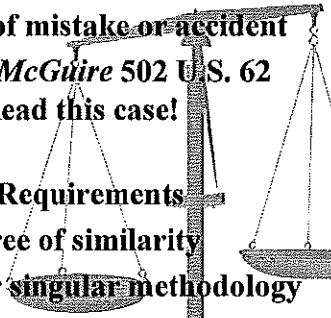 of mistake or accident
McGuire 502 U.S. 62
ead this case!
Requirements
ree of similarity
singular methodology